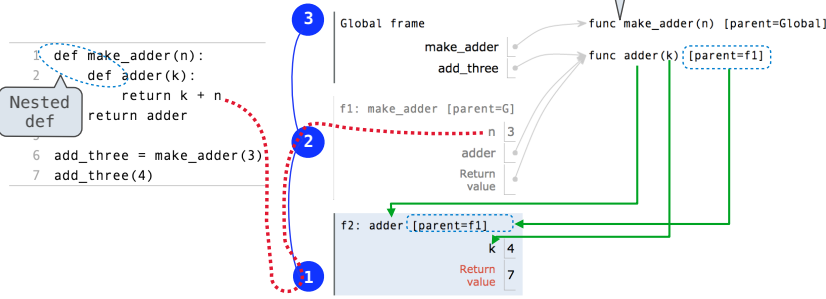 3
Global frame
make_adder
add_three
func make_adder(n) [parent=Global]
func adder(k) [parent=f1]
1 def make_adder(n):
2 def adder(k):
return k + n
return adder
Nested
def
6 add_three = make_adder(3)
7 add_three(4)
2
f1: make_adder [parent=G]
n 3
adder
Return
value
1
f2: adder [parent=f1]
k 4
Return
value 7